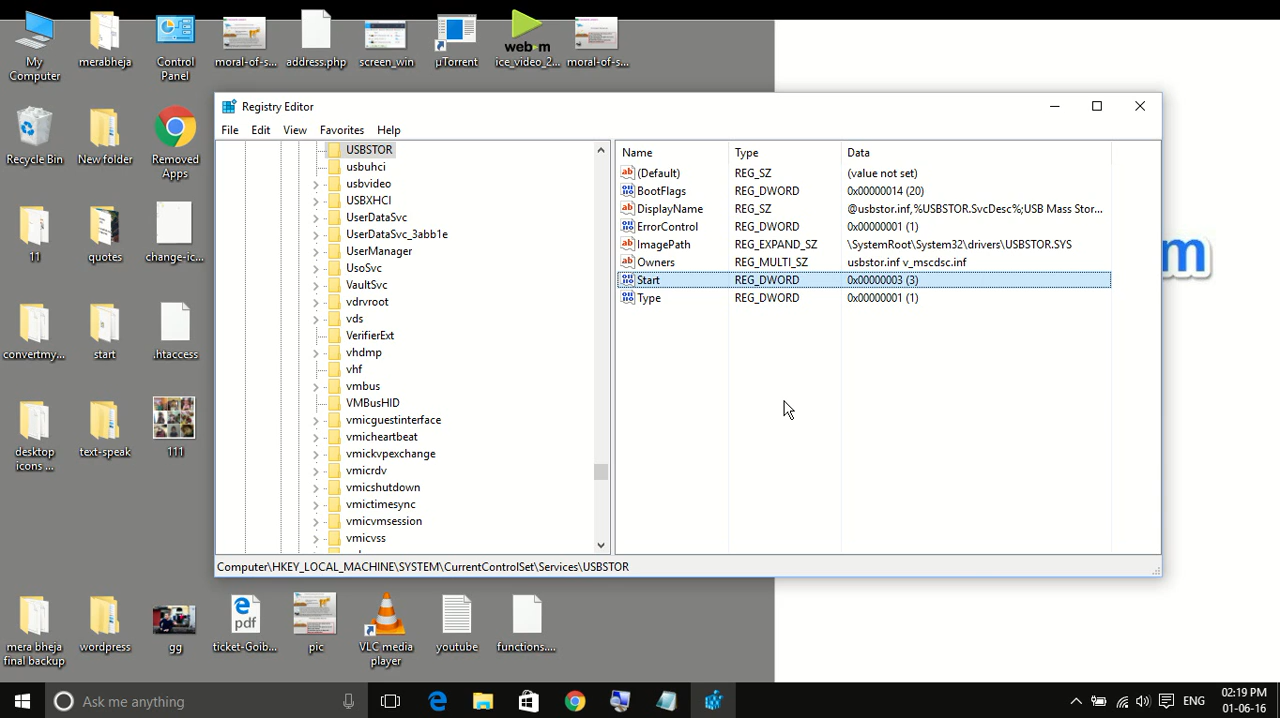 My Computer
merabheja
Control Panel
moral-of-s...
address.php
screen_win
µTorrent
web-m
ice_video_2...
moral-of-s...
Recycle Bin
New folder
Removed Apps
11
quotes
change-ic...
convertmy...
start
.htaccess
desktop icons ...
text-speak
111
mera bheja final backup
wordpress
gg
pdf
ticket-Goib...
pic
VLC media player
youtube
functions....
m
Registry Editor
File Edit View Favorites Help
USBSTOR
usbuhci
usbvideo
USBXHCI
UserDataSvc
UserDataSvc_3abb1e
UserManager
UsoSvc
VaultSvc
vdrvroot
vds
VerifierExt
vhdmp
vhf
vmbus
VMBusHID
vmicguestinterface
vmicheartbeat
vmickvpexchange
vmicrdv
vmicshutdown
vmictimesync
vmicvmsession
vmicvss
Name Type Data
ab (Default) REG_SZ (value not set)
BootFlags REG_DWORD 0x00000014 (20)
ab DisplayName REG_SZ @usbstor.inf,%USBSTOR.SvcDesc%;USB Mass Stor...
ErrorControl REG_DWORD 0x00000001 (1)
ab ImagePath REG_EXPAND_SZ \SystemRoot\System32\drivers\USBSTOR.SYS
ab Owners REG_MULTI_SZ usbstor.inf v_mscdsc.inf
Start REG_DWORD 0x00000003 (3)
Type REG_DWORD 0x00000001 (1)
Computer\HKEY_LOCAL_MACHINE\SYSTEM\CurrentControlSet\Services\USBSTOR
Ask me anything
ENG
02:19 PM
01-06-16